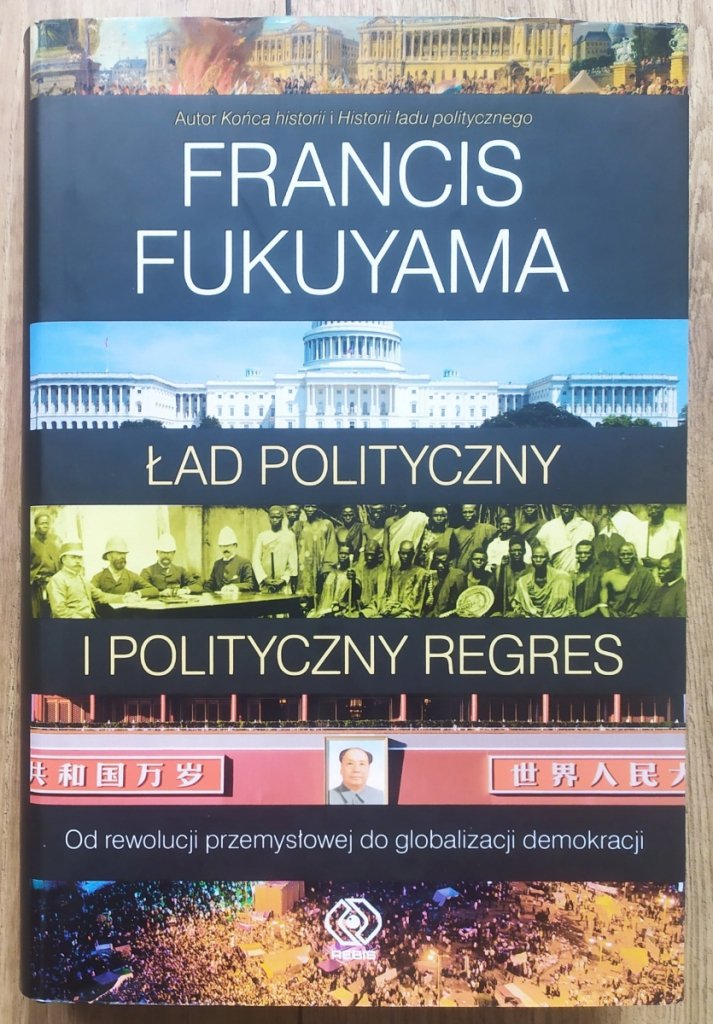 Autor Końca historii i Historii ładu politycznego
FRANCIS
FUKUYAMA
ŁAD POLITYCZNY
I POLITYCZNY REGRES
共和国万岁 世界人民大
Od rewolucji przemysłowej do globalizacji demokracji
REBIS